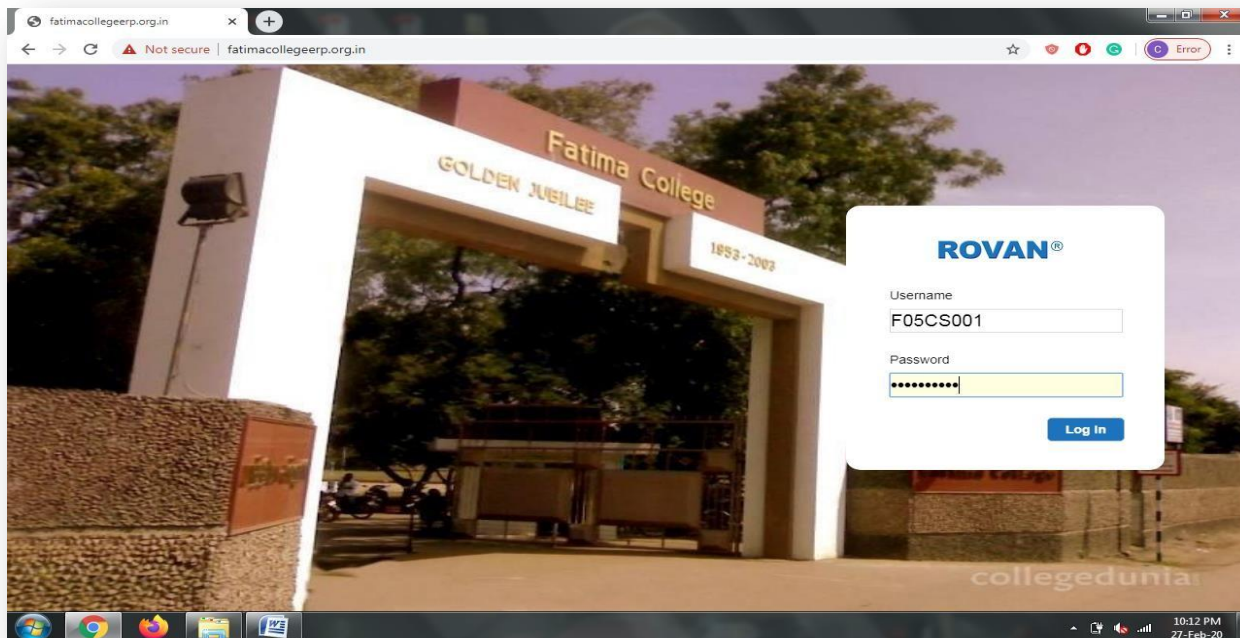 fatimacollegeerp.org.in
Not secure | fatimacollegeerp.org.in
C Error
Fatima College
GOLDEN JUBILEE
1953-2003
ROVAN®
Username
F05CS001
Password
••••••••••
Log In
collegedunia
10:12 PM
27-Feb-20